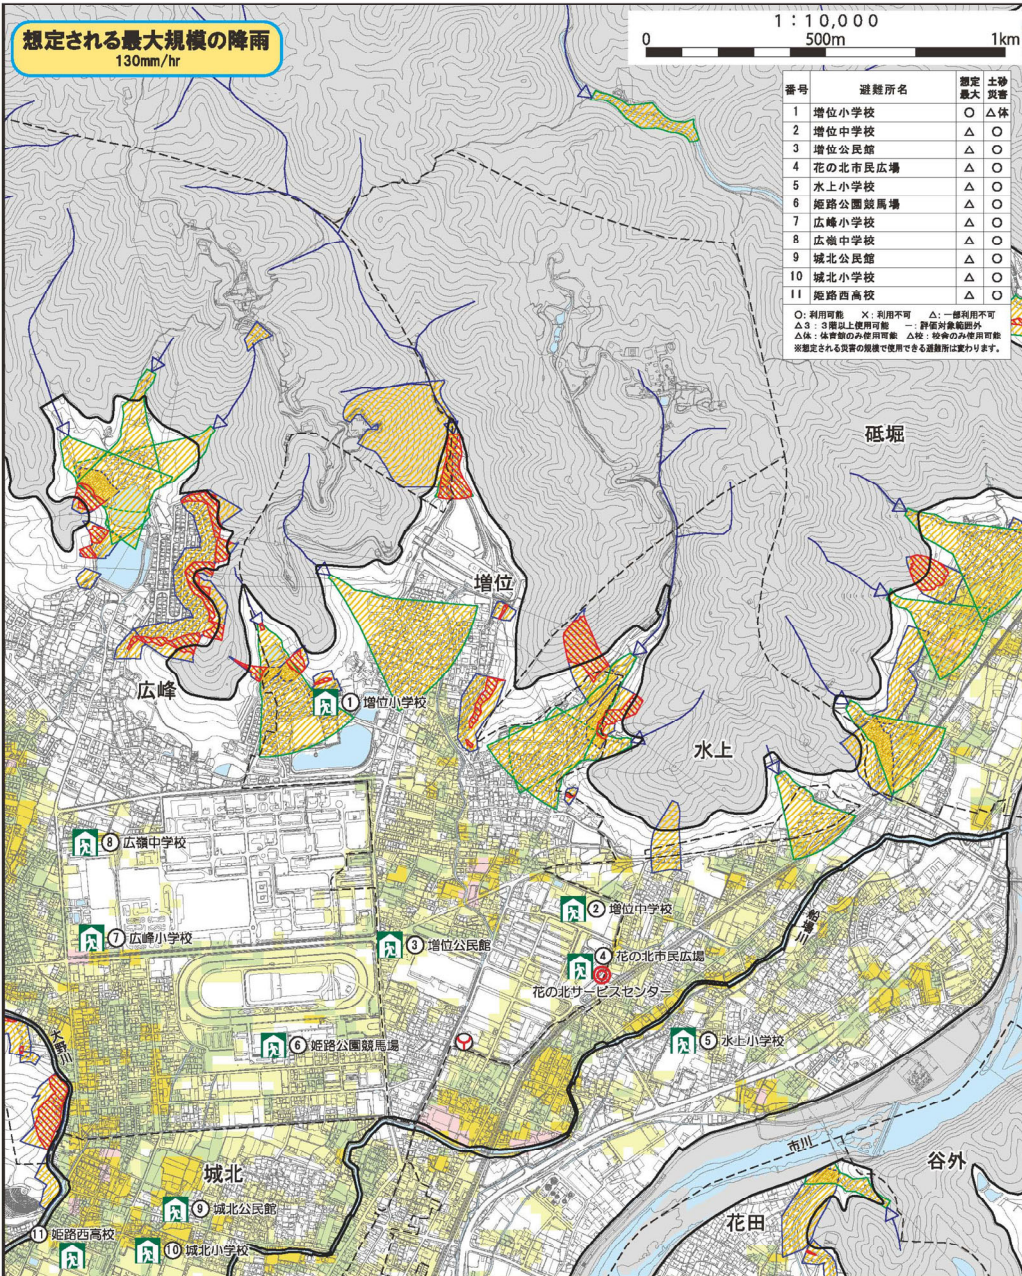 想定される最大規模の降雨
130mm/hr
1：10,000
0 500m 1km
番号 避難所名 想定最大 土砂災害
1 増位小学校 ○ △体
2 増位中学校 △ ○
3 増位公民館 △ ○
4 花の北市民広場 △ ○
5 水上小学校 △ ○
6 姫路公園競馬場 △ ○
7 広峰小学校 △ ○
8 広嶺中学校 △ ○
9 城北公民館 △ ○
10 城北小学校 △ ○
11 姫路西高校 △ ○
○：利用可能 ×：利用不可 △：一部利用不可
△3：3階以上使用可能 －：評価対象範囲外
△体：体育館のみ使用可能 △校：校舎のみ使用可能
※想定される災害の規模で使用できる避難所は変わります。
砥堀
増位
広峰
① 増位小学校
水上
⑧ 広嶺中学校
② 増位中学校
船場川
⑦ 広峰小学校
③ 増位公民館
④ 花の北市民広場
花の北サービスセンター
大野川
⑥ 姫路公園競馬場
⑤ 水上小学校
市川
谷外
城北
⑨ 城北公民館
花田
⑪ 姫路西高校
⑩ 城北小学校